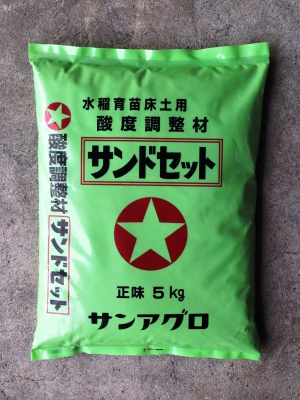 水稲育苗床土用
酸度調整材
サンドセット
正味 5kg
サンアグロ
酸度調整材 サンドセット